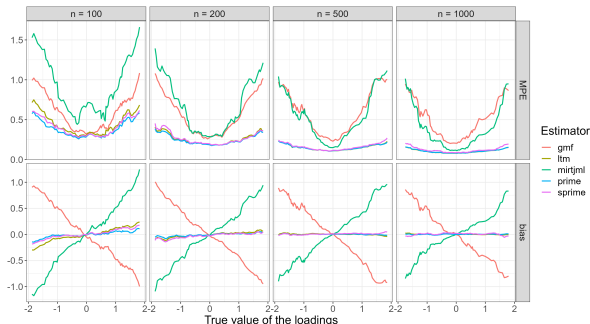 n = 100 n = 200 n = 500 n = 1000
1.5
1.0
0.5
0.0
MPE
1.0
0.5
0.0
-0.5
-1.0
bias
-2 -1 0 1 2-2 -1 0 1 2-2 -1 0 1 2-2 -1 0 1 2
True value of the loadings
Estimator
gmf
ltm
mirtjml
prime
sprime